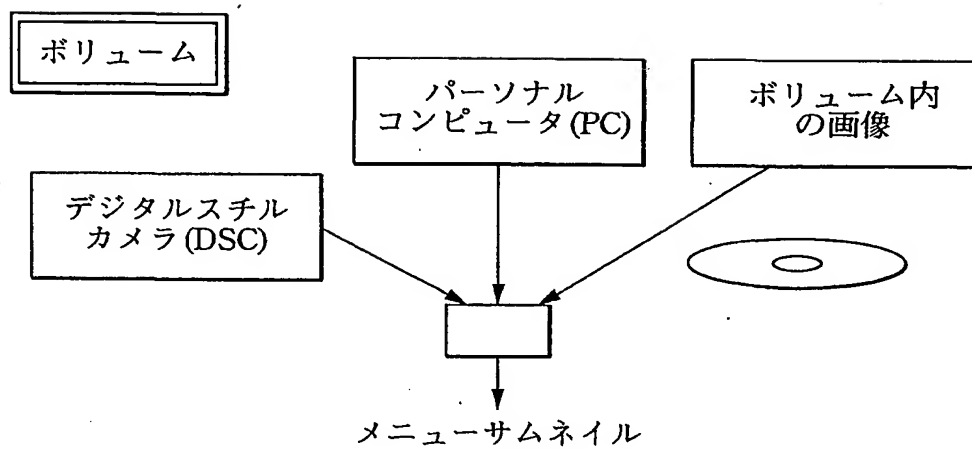 ボリューム
パーソナル
コンピュータ(PC)
ボリューム内
の画像
デジタルスチル
カメラ(DSC)
メニューサムネイル